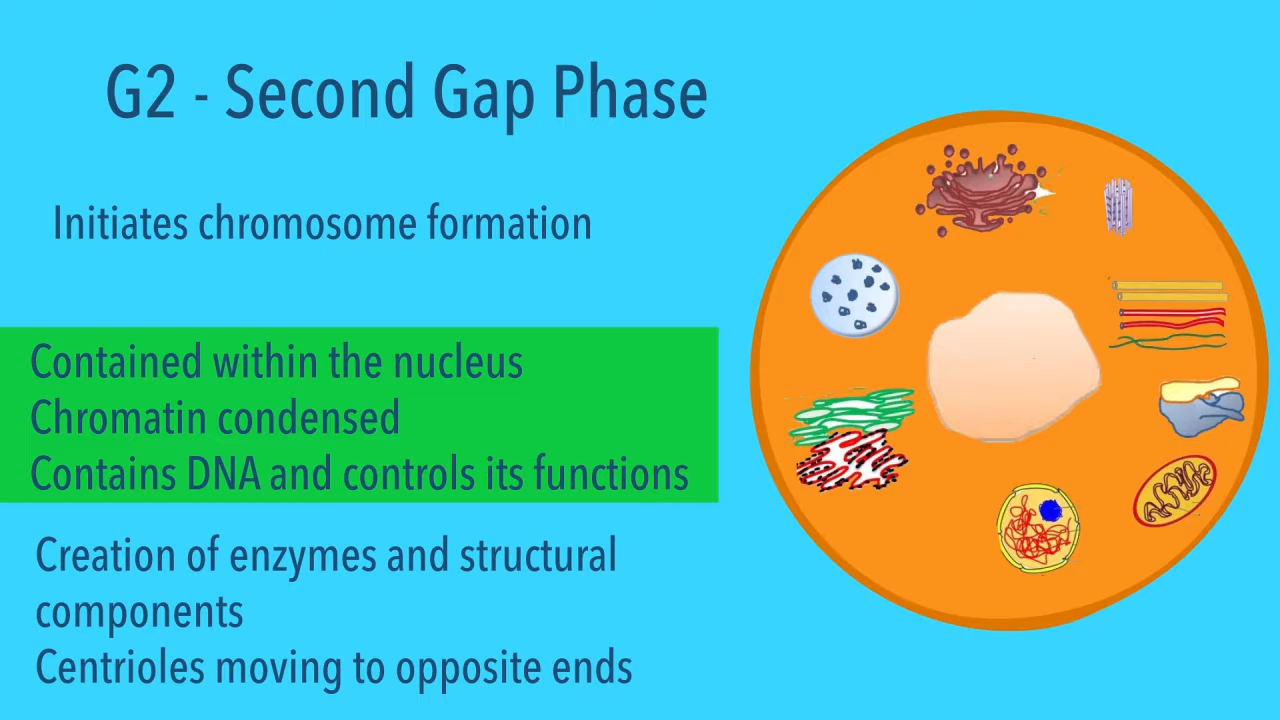 G2 - Second Gap Phase
Initiates chromosome formation
Contained within the nucleus
Chromatin condensed
Contains DNA and controls its functions
Creation of enzymes and structural
components
Centrioles moving to opposite ends